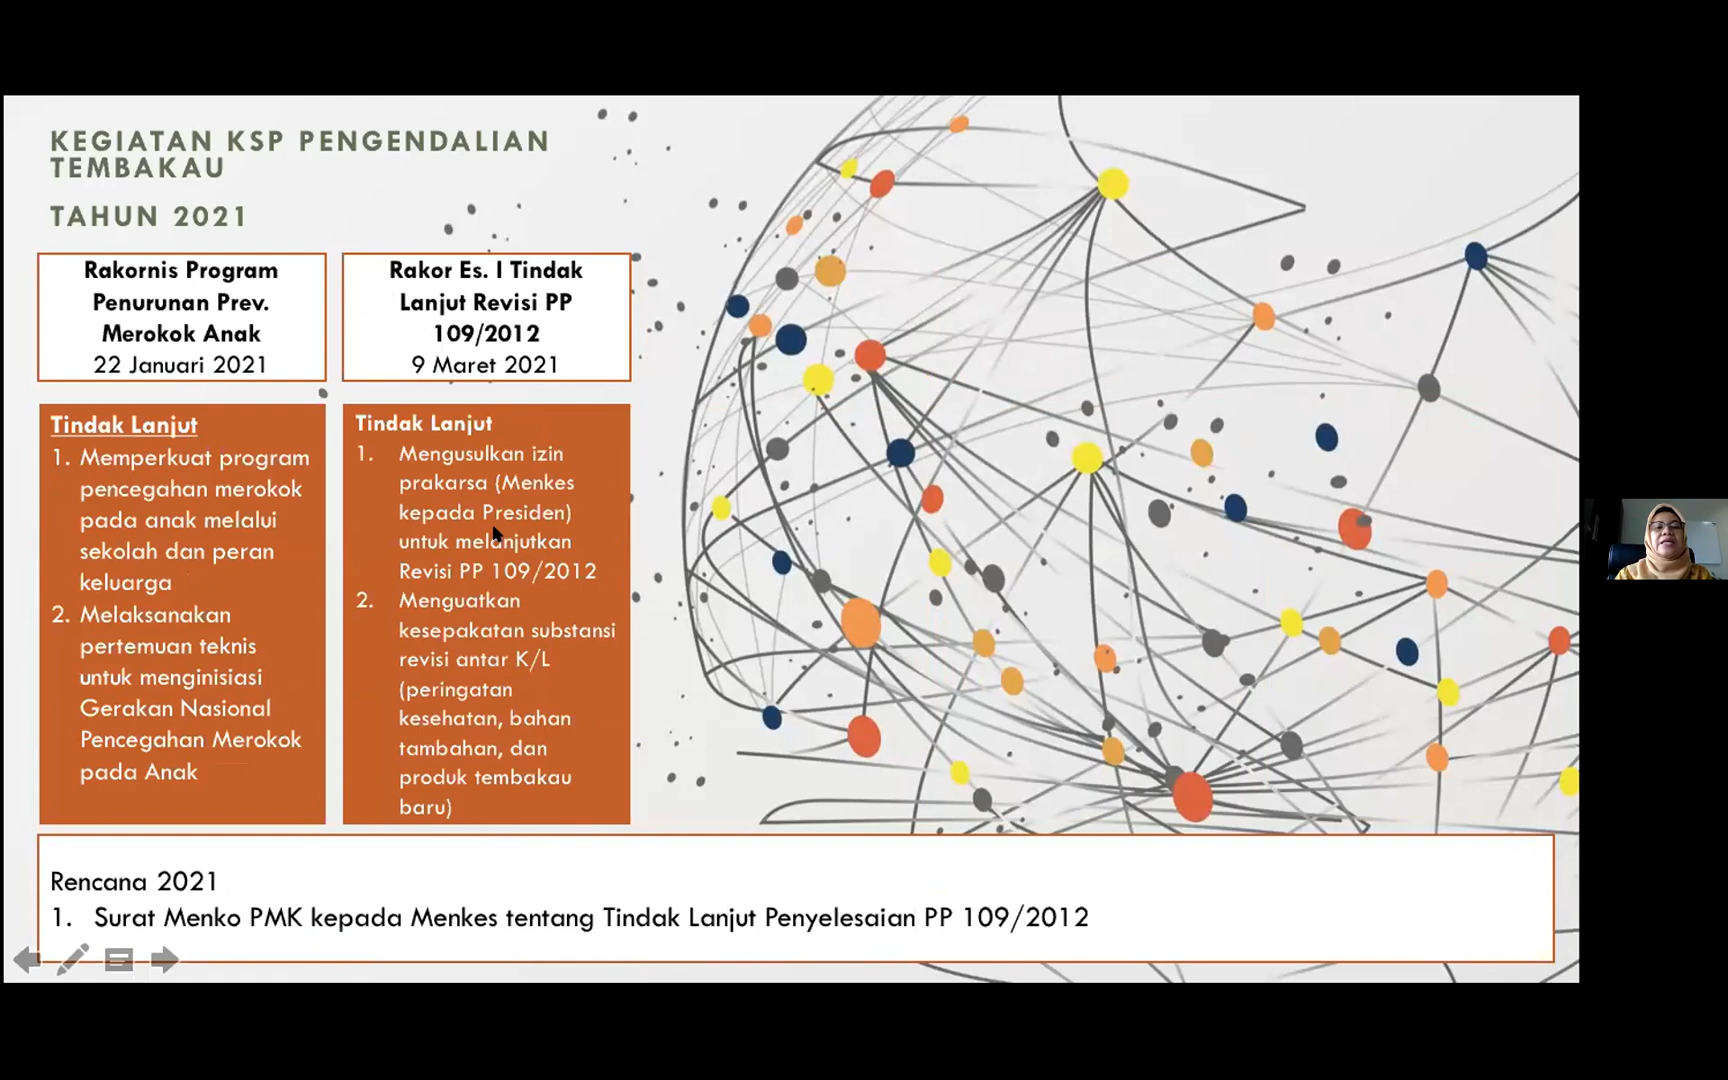 KEGIATAN KSP PENGENDALIAN
TEMBAKAU
TAHUN 2021
Rakornis Program
Penurunan Prev.
Merokok Anak
22 Januari 2021
Rakor Es. I Tindak
Lanjut Revisi PP
109/2012
9 Maret 2021
Tindak Lanjut
1. Memperkuat program
pencegahan merokok
pada anak melalui
sekolah dan peran
keluarga
2. Melaksanakan
pertemuan teknis
untuk menginisiasi
Gerakan Nasional
Pencegahan Merokok
pada Anak
Tindak Lanjut
1. Mengusulkan izin
prakarsa (Menkes
kepada Presiden)
untuk melanjutkan
Revisi PP 109/2012
2. Menguatkan
kesepakatan substansi
revisi antar K/L
(peringatan
kesehatan, bahan
tambahan, dan
produk tembakau
baru)
Rencana 2021
1. Surat Menko PMK kepada Menkes tentang Tindak Lanjut Penyelesaian PP 109/2012